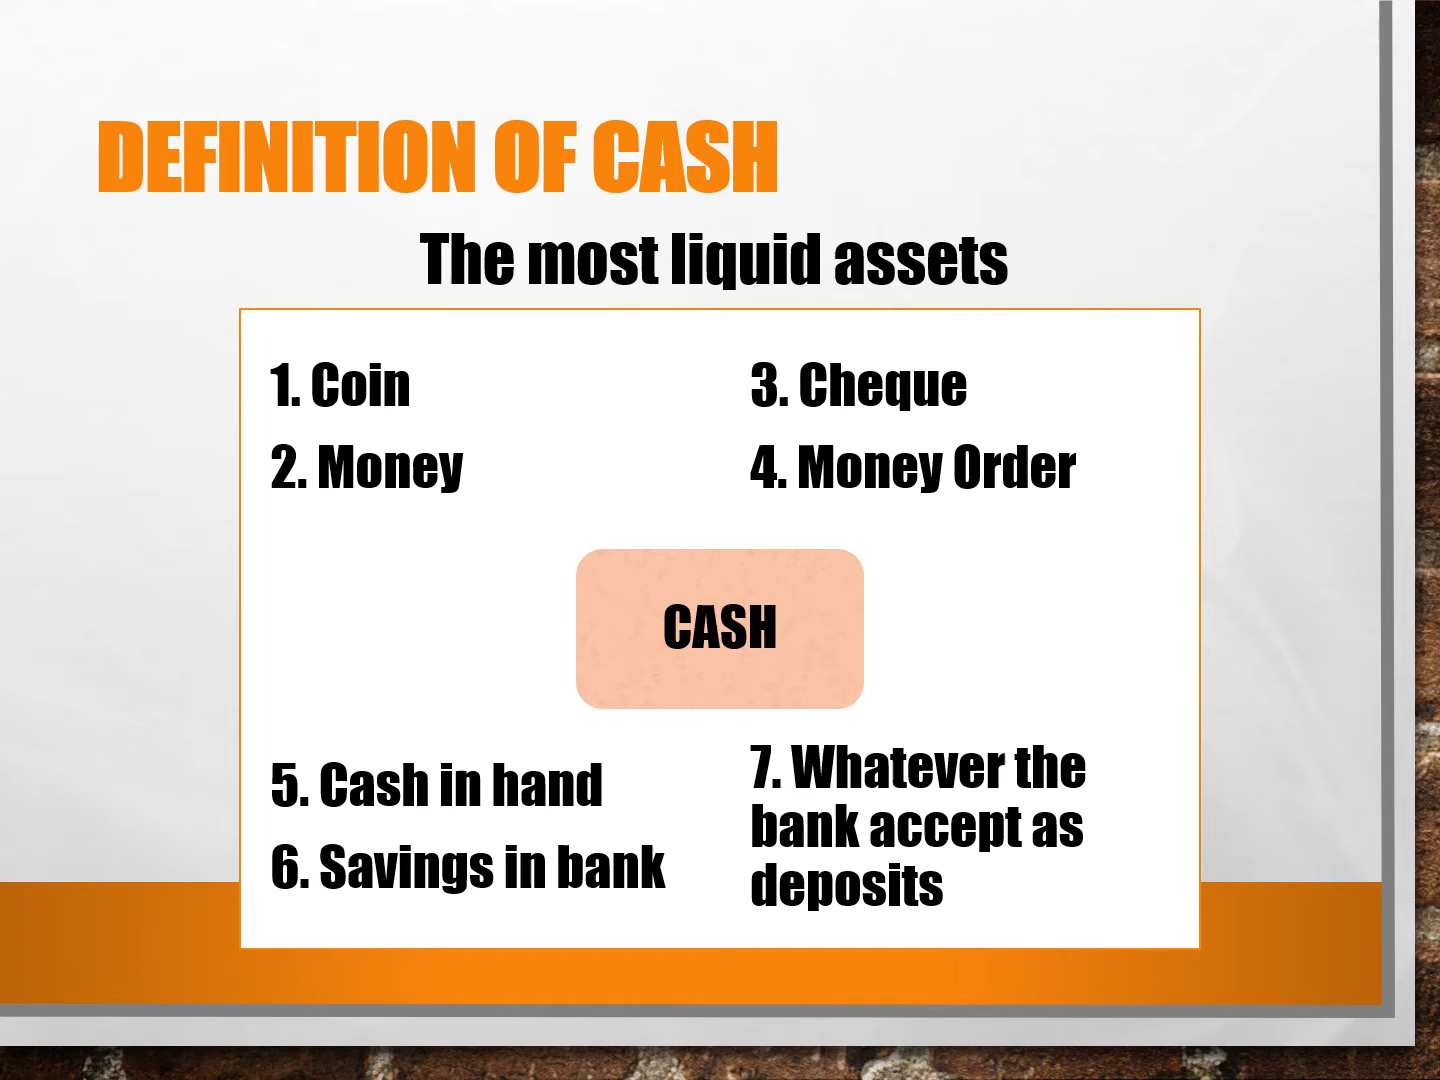 DEFINITION OF CASH
The most liquid assets
1. Coin
2. Money
3. Cheque
4. Money Order
CASH
5. Cash in hand
6. Savings in bank
7. Whatever the
bank accept as
deposits